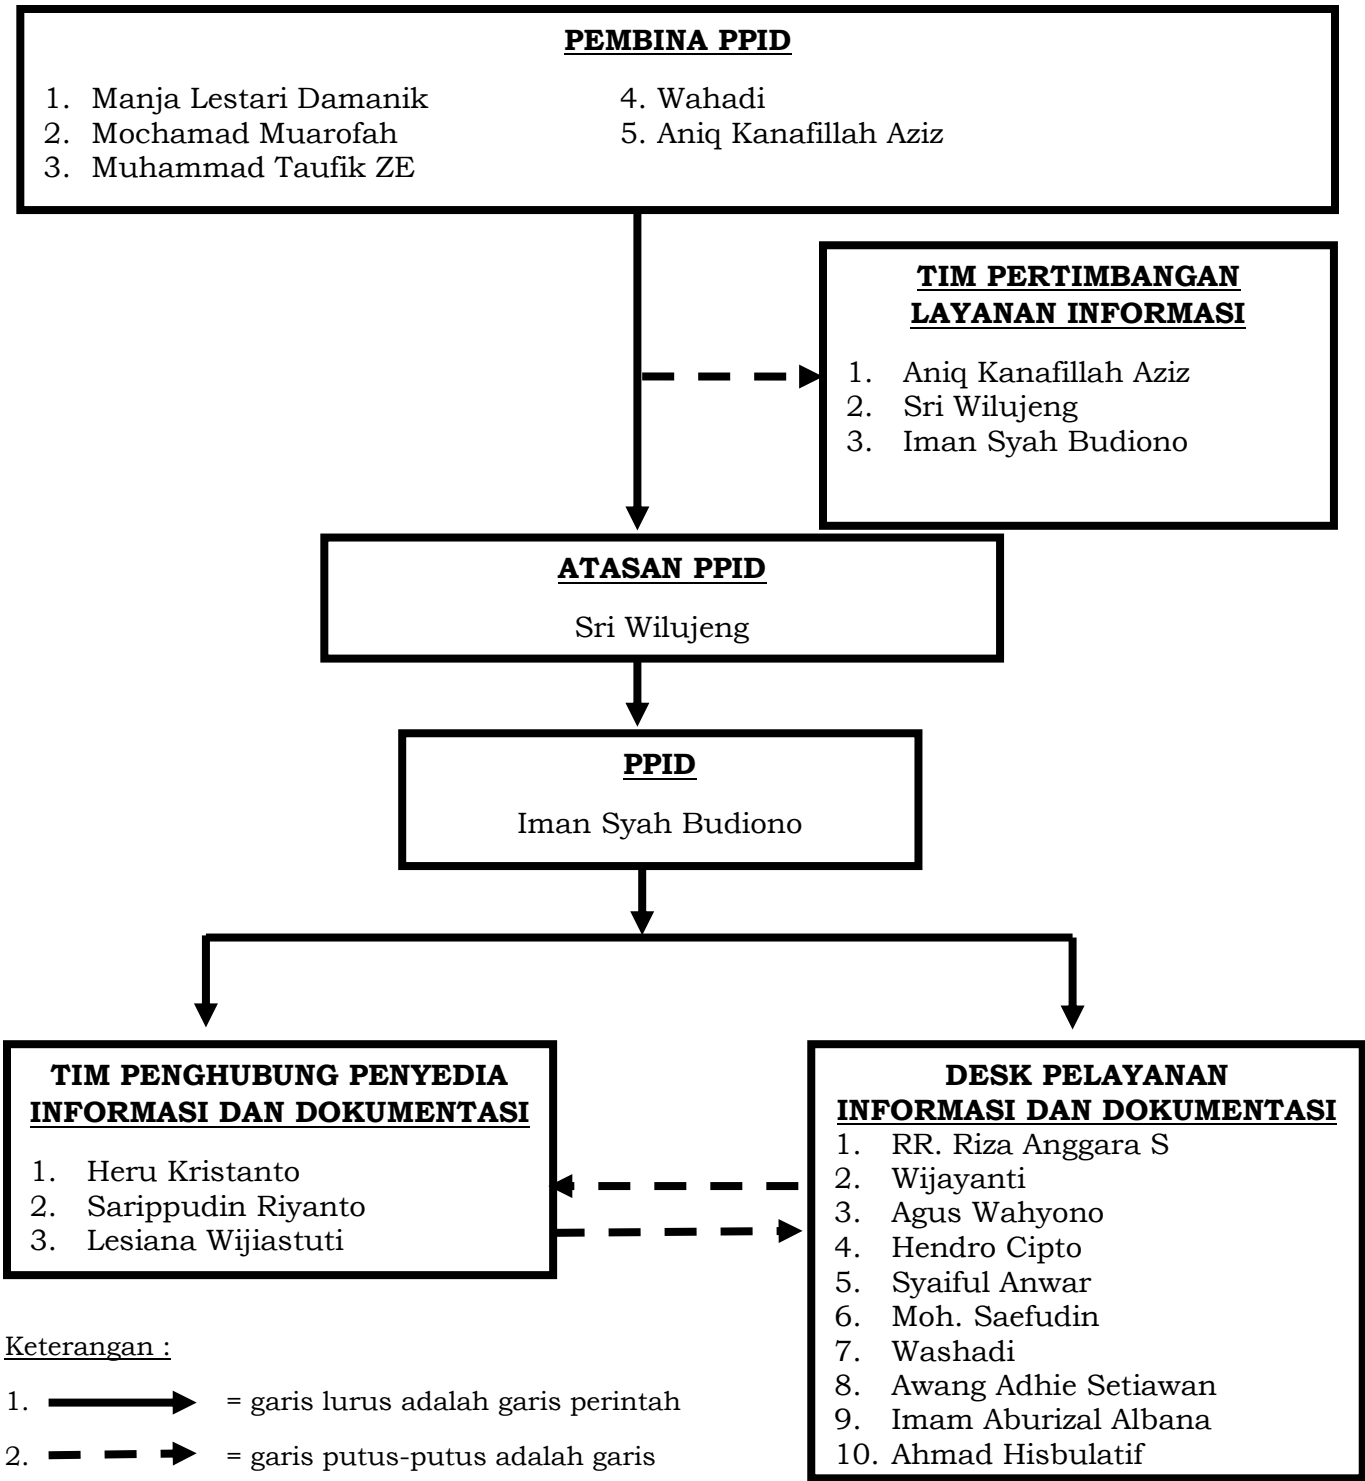 PEMBINA PPID
1. Manja Lestari Damanik
2. Mochamad Muarofah
3. Muhammad Taufik ZE
4. Wahadi
5. Aniq Kanafillah Aziz
TIM PERTIMBANGAN
LAYANAN INFORMASI
1. Aniq Kanafillah Aziz
2. Sri Wilujeng
3. Iman Syah Budiono
ATASAN PPID
Sri Wilujeng
PPID
Iman Syah Budiono
TIM PENGHUBUNG PENYEDIA
INFORMASI DAN DOKUMENTASI
1. Heru Kristanto
2. Sarippudin Riyanto
3. Lesiana Wijiastuti
DESK PELAYANAN
INFORMASI DAN DOKUMENTASI
1. RR. Riza Anggara S
2. Wijayanti
3. Agus Wahyono
4. Hendro Cipto
5. Syaiful Anwar
6. Moh. Saefudin
7. Washadi
8. Awang Adhie Setiawan
9. Imam Aburizal Albana
10. Ahmad Hisbulatif
Keterangan :
1. = garis lurus adalah garis perintah
2. = garis putus-putus adalah garis